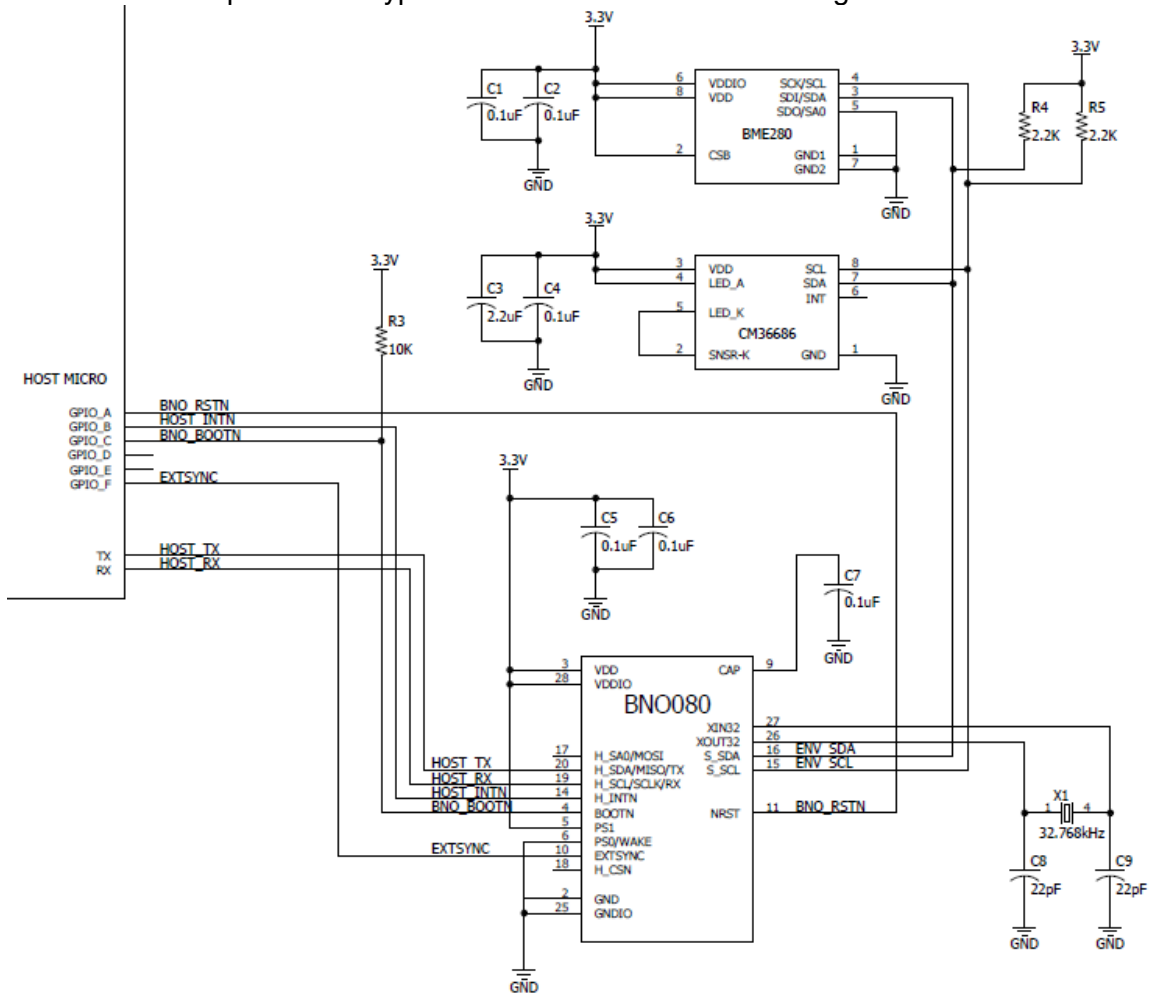 3.3V
C1
0.1uF
C2
0.1uF
GND
6 VDDIO SCK/SCL 4
8 VDD SDI/SDA 3
SDO/SA0 5
BME280
2 CSB GND1 1
GND2 7
GND
3.3V
R4
2.2K
R5
2.2K
3.3V
C3
2.2uF
C4
0.1uF
GND
3 VDD SCL 8
4 LED_A SDA 7
INT 6
5 LED_K
CM36686
2 SNSR-K GND 1
GND
3.3V
R3
10K
HOST MICRO
GPIO_A BNO_RSTN
GPIO_B HOST_INTN
GPIO_C BNO_BOOTN
GPIO_D
GPIO_E
GPIO_F EXTSYNC
TX HOST_TX
RX HOST_RX
3.3V
C5
0.1uF
C6
0.1uF
GND
C7
0.1uF
GND
3 VDD CAP 9
28 VDDIO
BNO080
XIN32 27
XOUT32 26
17 H_SA0/MOSI S_SDA 16 ENV_SDA
HOST_TX 20 H_SDA/MISO/TX S_SCL 15 ENV_SCL
HOST_RX 19 H_SCL/SCLK/RX
HOST_INTN 14 H_INTN
BNO_BOOTN 4 BOOTN NRST 11 BNO_RSTN
5 PS1
6 PS0/WAKE
EXTSYNC 10 EXTSYNC
18 H_CSN
2 GND
25 GNDIO
GND
X1
1 4
32.768kHz
C8
22pF
C9
22pF
GND
GND